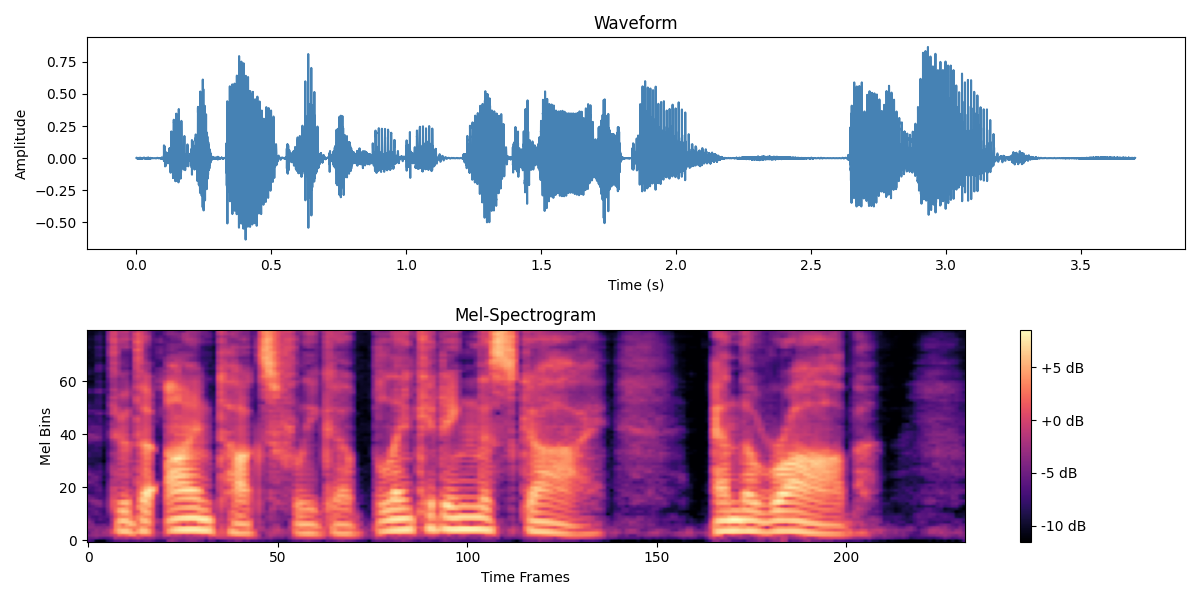 Waveform
0.75
0.50
0.25
0.00
−0.25
−0.50
Amplitude
0.0 0.5 1.0 1.5 2.0 2.5 3.0 3.5
Time (s)
Mel-Spectrogram
60
40
20
0
Mel Bins
0 50 100 150 200
Time Frames
+5 dB
+0 dB
-5 dB
-10 dB